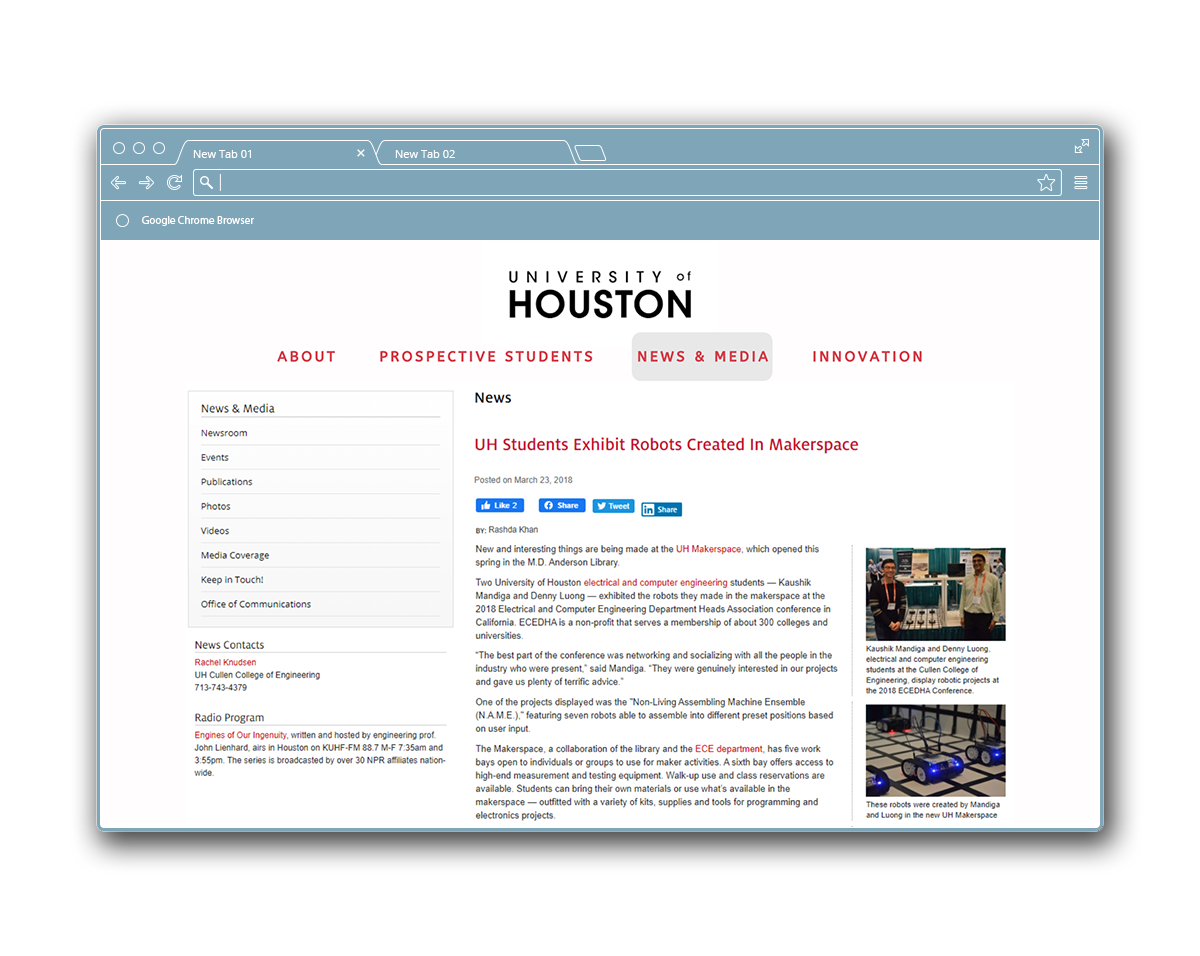 New Tab 01
New Tab 02
Google Chrome Browser
UNIVERSITY of
HOUSTON
ABOUT
PROSPECTIVE STUDENTS
NEWS & MEDIA
INNOVATION
News & Media
Newsroom
Events
Publications
Photos
Videos
Media Coverage
Keep in Touch!
Office of Communications
News Contacts
Rachel Knudsen
UH Cullen College of Engineering
713-743-4379
Radio Program
Engines of Our Ingenuity, written and hosted by engineering prof.
John Lienhard, airs in Houston on KUHF-FM 88.7 M-F 7:35am and
3:55pm. The series is broadcasted by over 30 NPR affiliates nation-
wide.
News
UH Students Exhibit Robots Created In Makerspace
Posted on March 23, 2018
Like 2
Share
Tweet
in Share
BY: Rashda Khan
New and interesting things are being made at the UH Makerspace, which opened this
spring in the M.D. Anderson Library.
Two University of Houston electrical and computer engineering students — Kaushik
Mandiga and Denny Luong — exhibited the robots they made in the makerspace at the
2018 Electrical and Computer Engineering Department Heads Association conference in
California. ECEDHA is a non-profit that serves a membership of about 300 colleges and
universities.
“The best part of the conference was networking and socializing with all the people in the
industry who were present,” said Mandiga. “They were genuinely interested in our projects
and gave us plenty of terrific advice.”
One of the projects displayed was the "Non-Living Assembling Machine Ensemble
(N.A.M.E.)," featuring seven robots able to assemble into different preset positions based
on user input.
The Makerspace, a collaboration of the library and the ECE department, has five work
bays open to individuals or groups to use for maker activities. A sixth bay offers access to
high-end measurement and testing equipment. Walk-up use and class reservations are
available. Students can bring their own materials or use what’s available in the
makerspace — outfitted with a variety of kits, supplies and tools for programming and
electronics projects.
Kaushik Mandiga and Denny Luong,
electrical and computer engineering
students at the Cullen College of
Engineering, display robotic projects at
the 2018 ECEDHA Conference.
These robots were created by Mandiga
and Luong in the new UH Makerspace